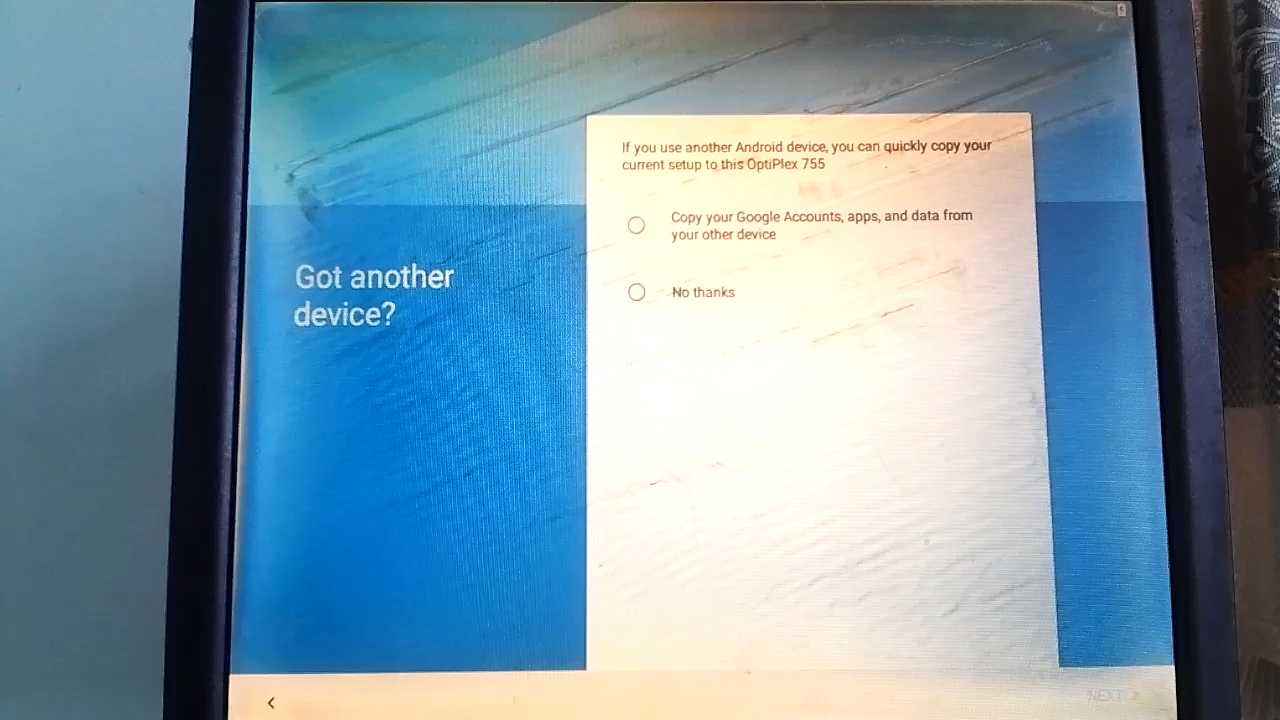 Got another
device?
If you use another Android device, you can quickly copy your
current setup to this OptiPlex 755
Copy your Google Accounts, apps, and data from
your other device
No thanks
NEXT